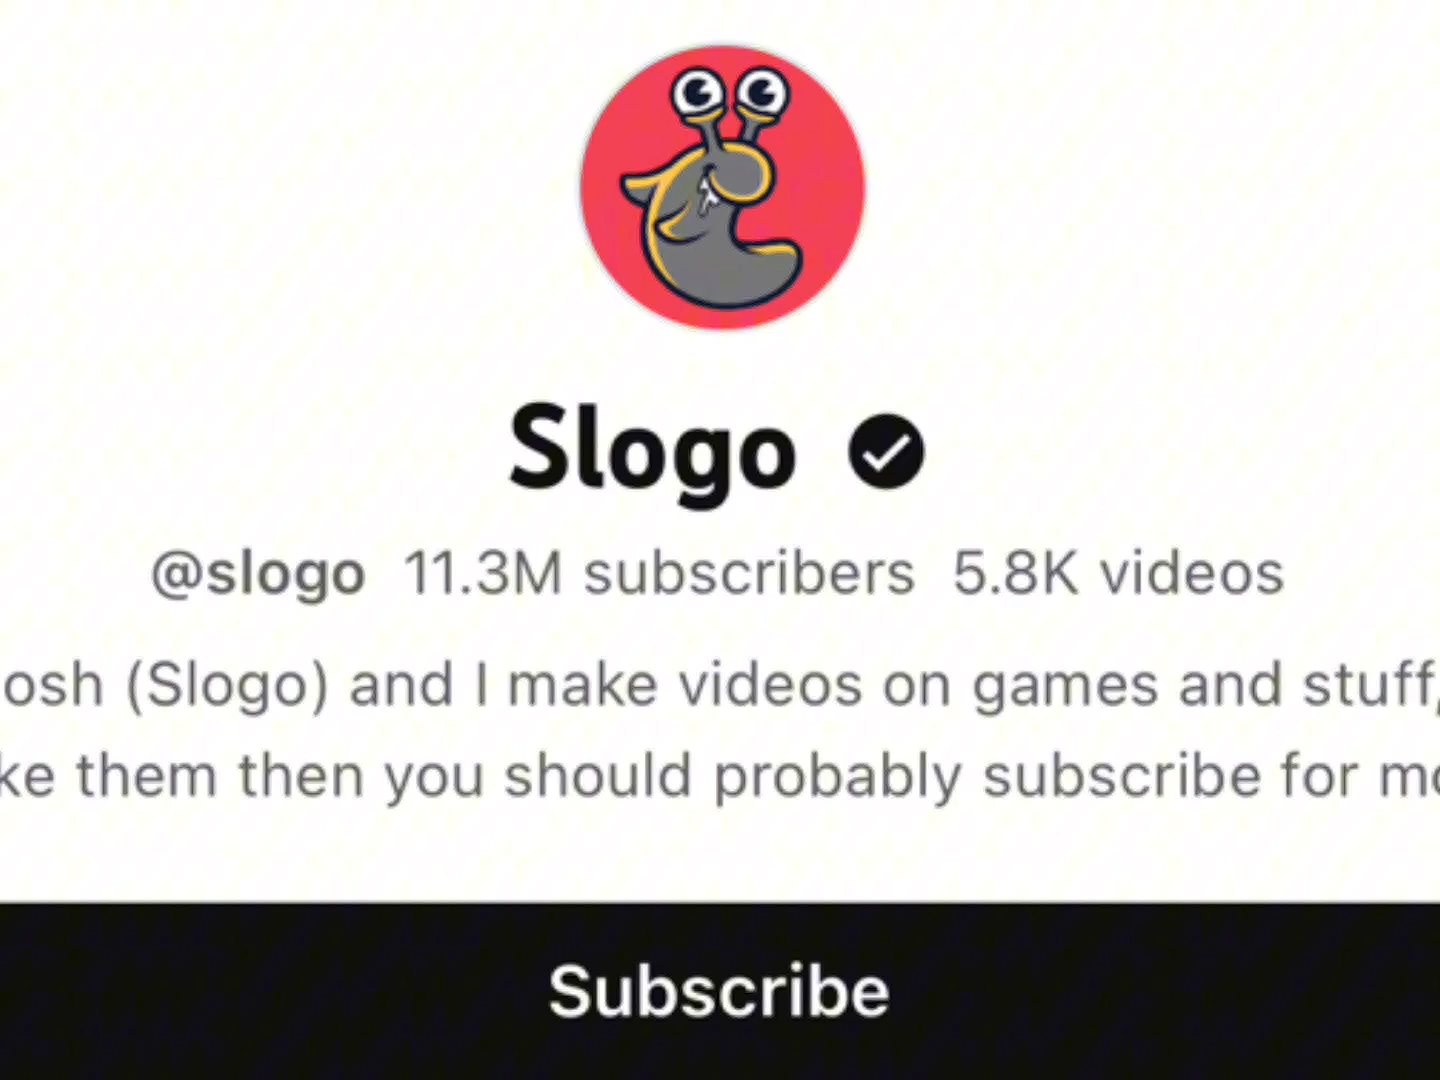 Slogo
@slogo 11.3M subscribers 5.8K videos
osh (Slogo) and I make videos on games and stuff,
ke them then you should probably subscribe for mo
Subscribe